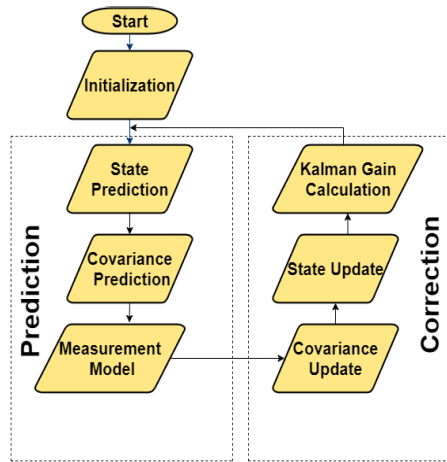 Start
Initialization
Prediction
State
Prediction
Covariance
Prediction
Measurement
Model
Correction
Kalman Gain
Calculation
State Update
Covariance
Update